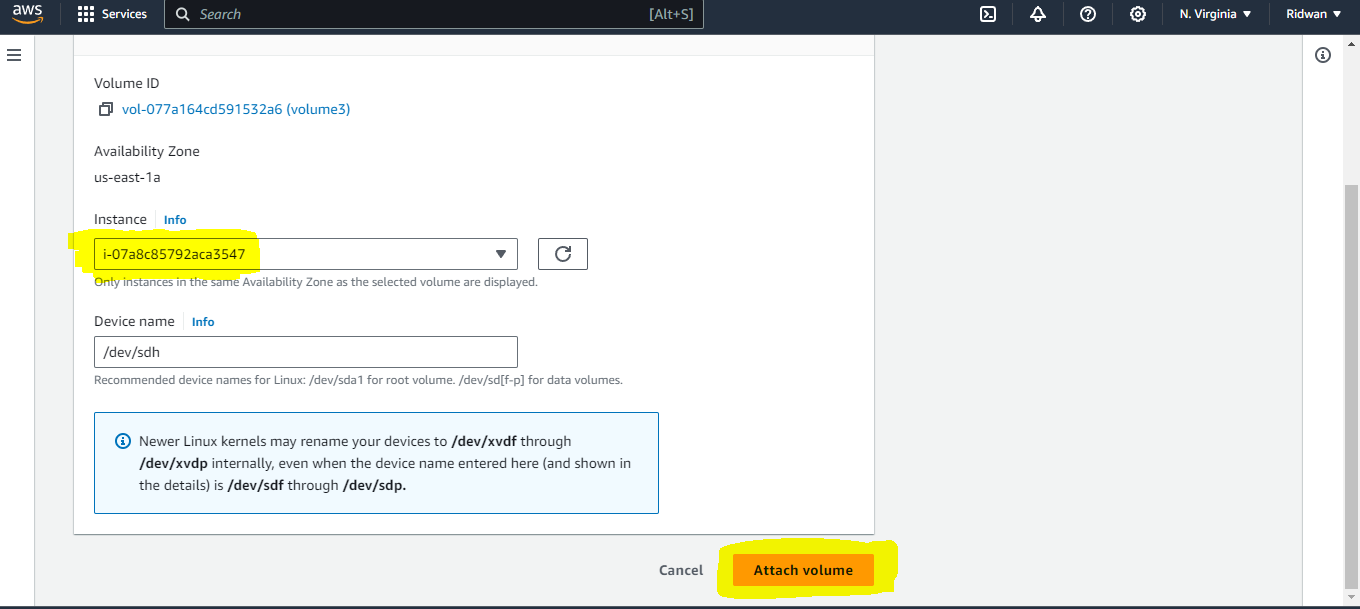 aws Services Search [Alt+S] N. Virginia Ridwan
Volume ID
vol-077a164cd591532a6 (volume3)
Availability Zone
us-east-1a
Instance Info
i-07a8c85792aca3547
Only instances in the same Availability Zone as the selected volume are displayed.
Device name Info
/dev/sdh
Recommended device names for Linux: /dev/sda1 for root volume. /dev/sd[f-p] for data volumes.
Newer Linux kernels may rename your devices to /dev/xvdf through
/dev/xvdp internally, even when the device name entered here (and shown in
the details) is /dev/sdf through /dev/sdp.
Cancel Attach volume